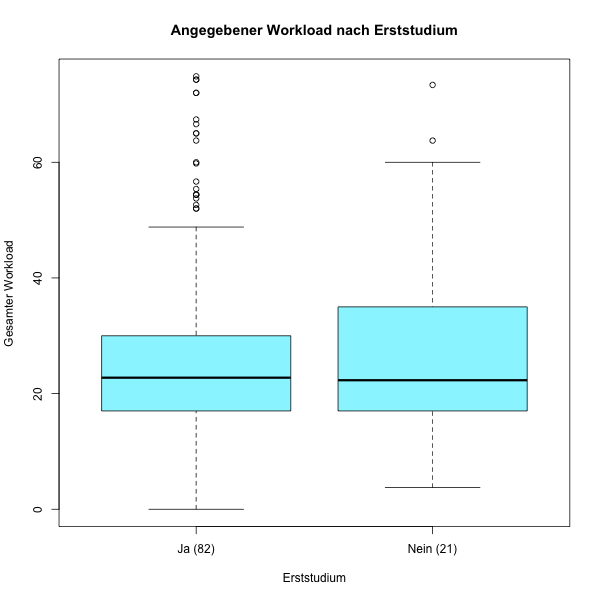 Angegebener Workload nach Erststudium
Gesamter Workload
60
40
20
0
Ja (82)
Nein (21)
Erststudium